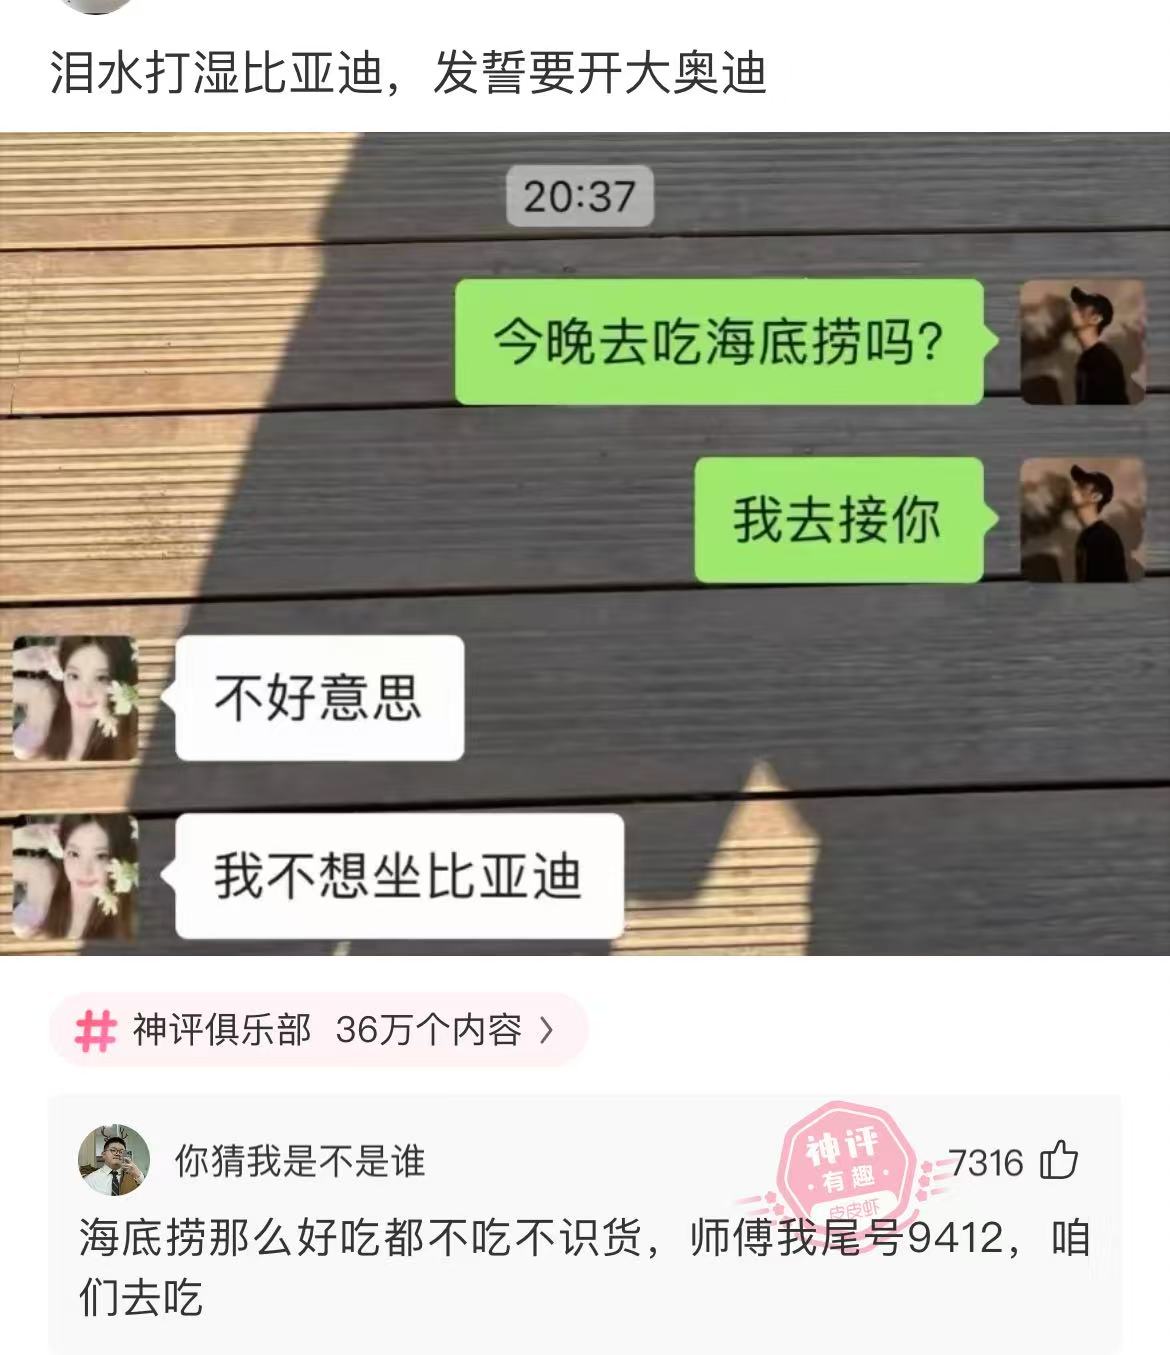 泪水打湿比亚迪，发誓要开大奥迪
20:37
今晚去吃海底捞吗？
我去接你
不好意思
我不想坐比亚迪
# 神评俱乐部 36万个内容 >
你猜我是不是谁
神评
·有趣·
皮皮虾
7316
海底捞那么好吃都不吃不识货，师傅我尾号9412，咱
们去吃